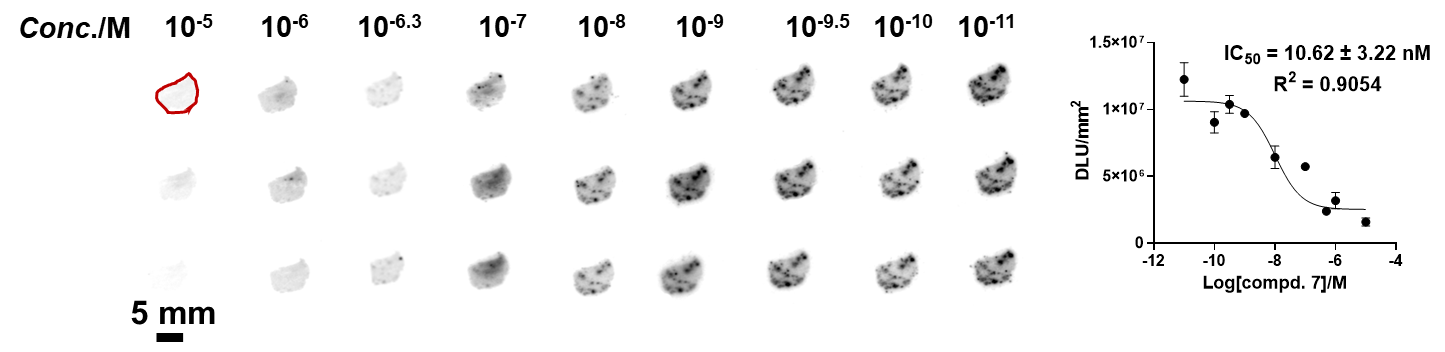 Conc./M 10⁻⁵ 10⁻⁶ 10⁻⁶·³ 10⁻⁷ 10⁻⁸ 10⁻⁹ 10⁻⁹·⁵ 10⁻¹⁰ 10⁻¹¹
5 mm
IC₅₀ = 10.62 ± 3.22 nM
R² = 0.9054
DLU/mm²
1.5×10⁷
1×10⁷
5×10⁶
0
-12 -10 -8 -6 -4
Log[compd. 7]/M